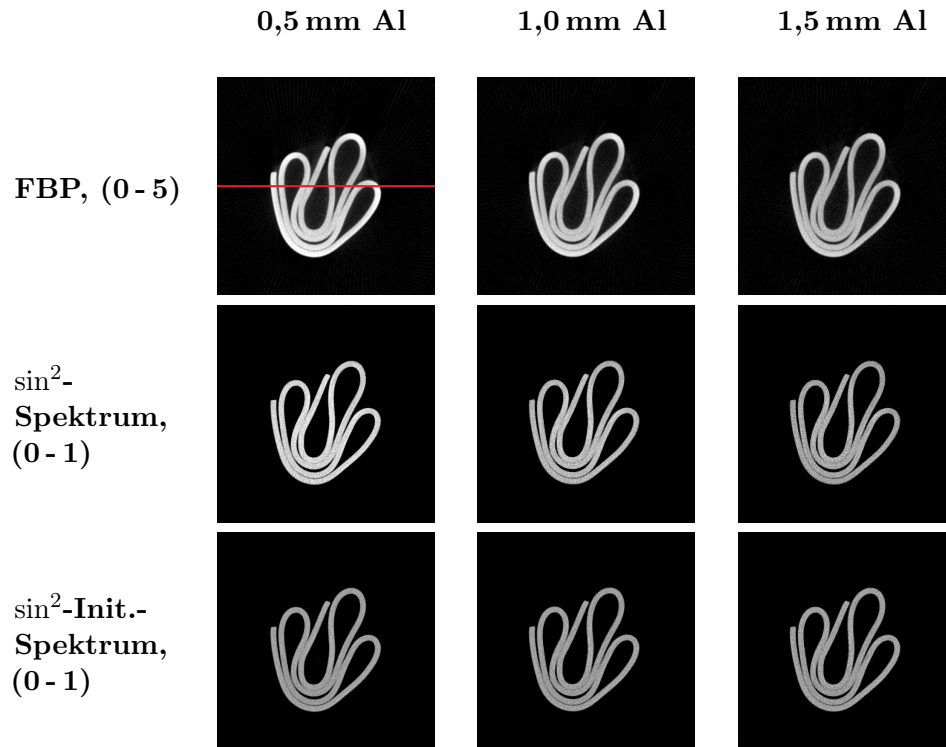 0,5 mm Al 1,0 mm Al 1,5 mm Al
FBP, (0 - 5)
sin²-
Spektrum,
(0 - 1)
sin²-Init.-
Spektrum,
(0 - 1)